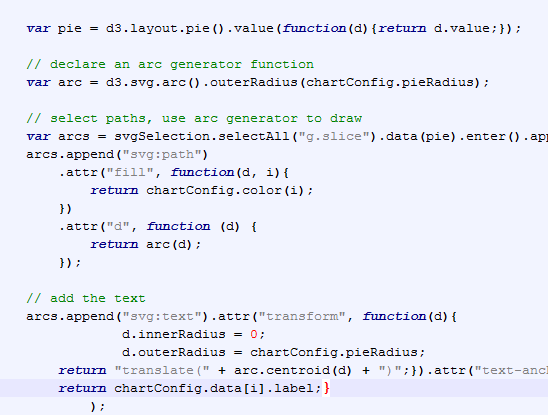 var pie = d3.layout.pie().value(function(d){return d.value;});
// declare an arc generator function
var arc = d3.svg.arc().outerRadius(chartConfig.pieRadius);
// select paths, use arc generator to draw
var arcs = svgSelection.selectAll("g.slice").data(pie).enter().app
arcs.append("svg:path")
.attr("fill", function(d, i){
return chartConfig.color(i);
})
.attr("d", function (d) {
return arc(d);
});
// add the text
arcs.append("svg:text").attr("transform", function(d){
d.innerRadius = 0;
d.outerRadius = chartConfig.pieRadius;
return "translate(" + arc.centroid(d) + ")";}).attr("text-anch
return chartConfig.data[i].label;}
);